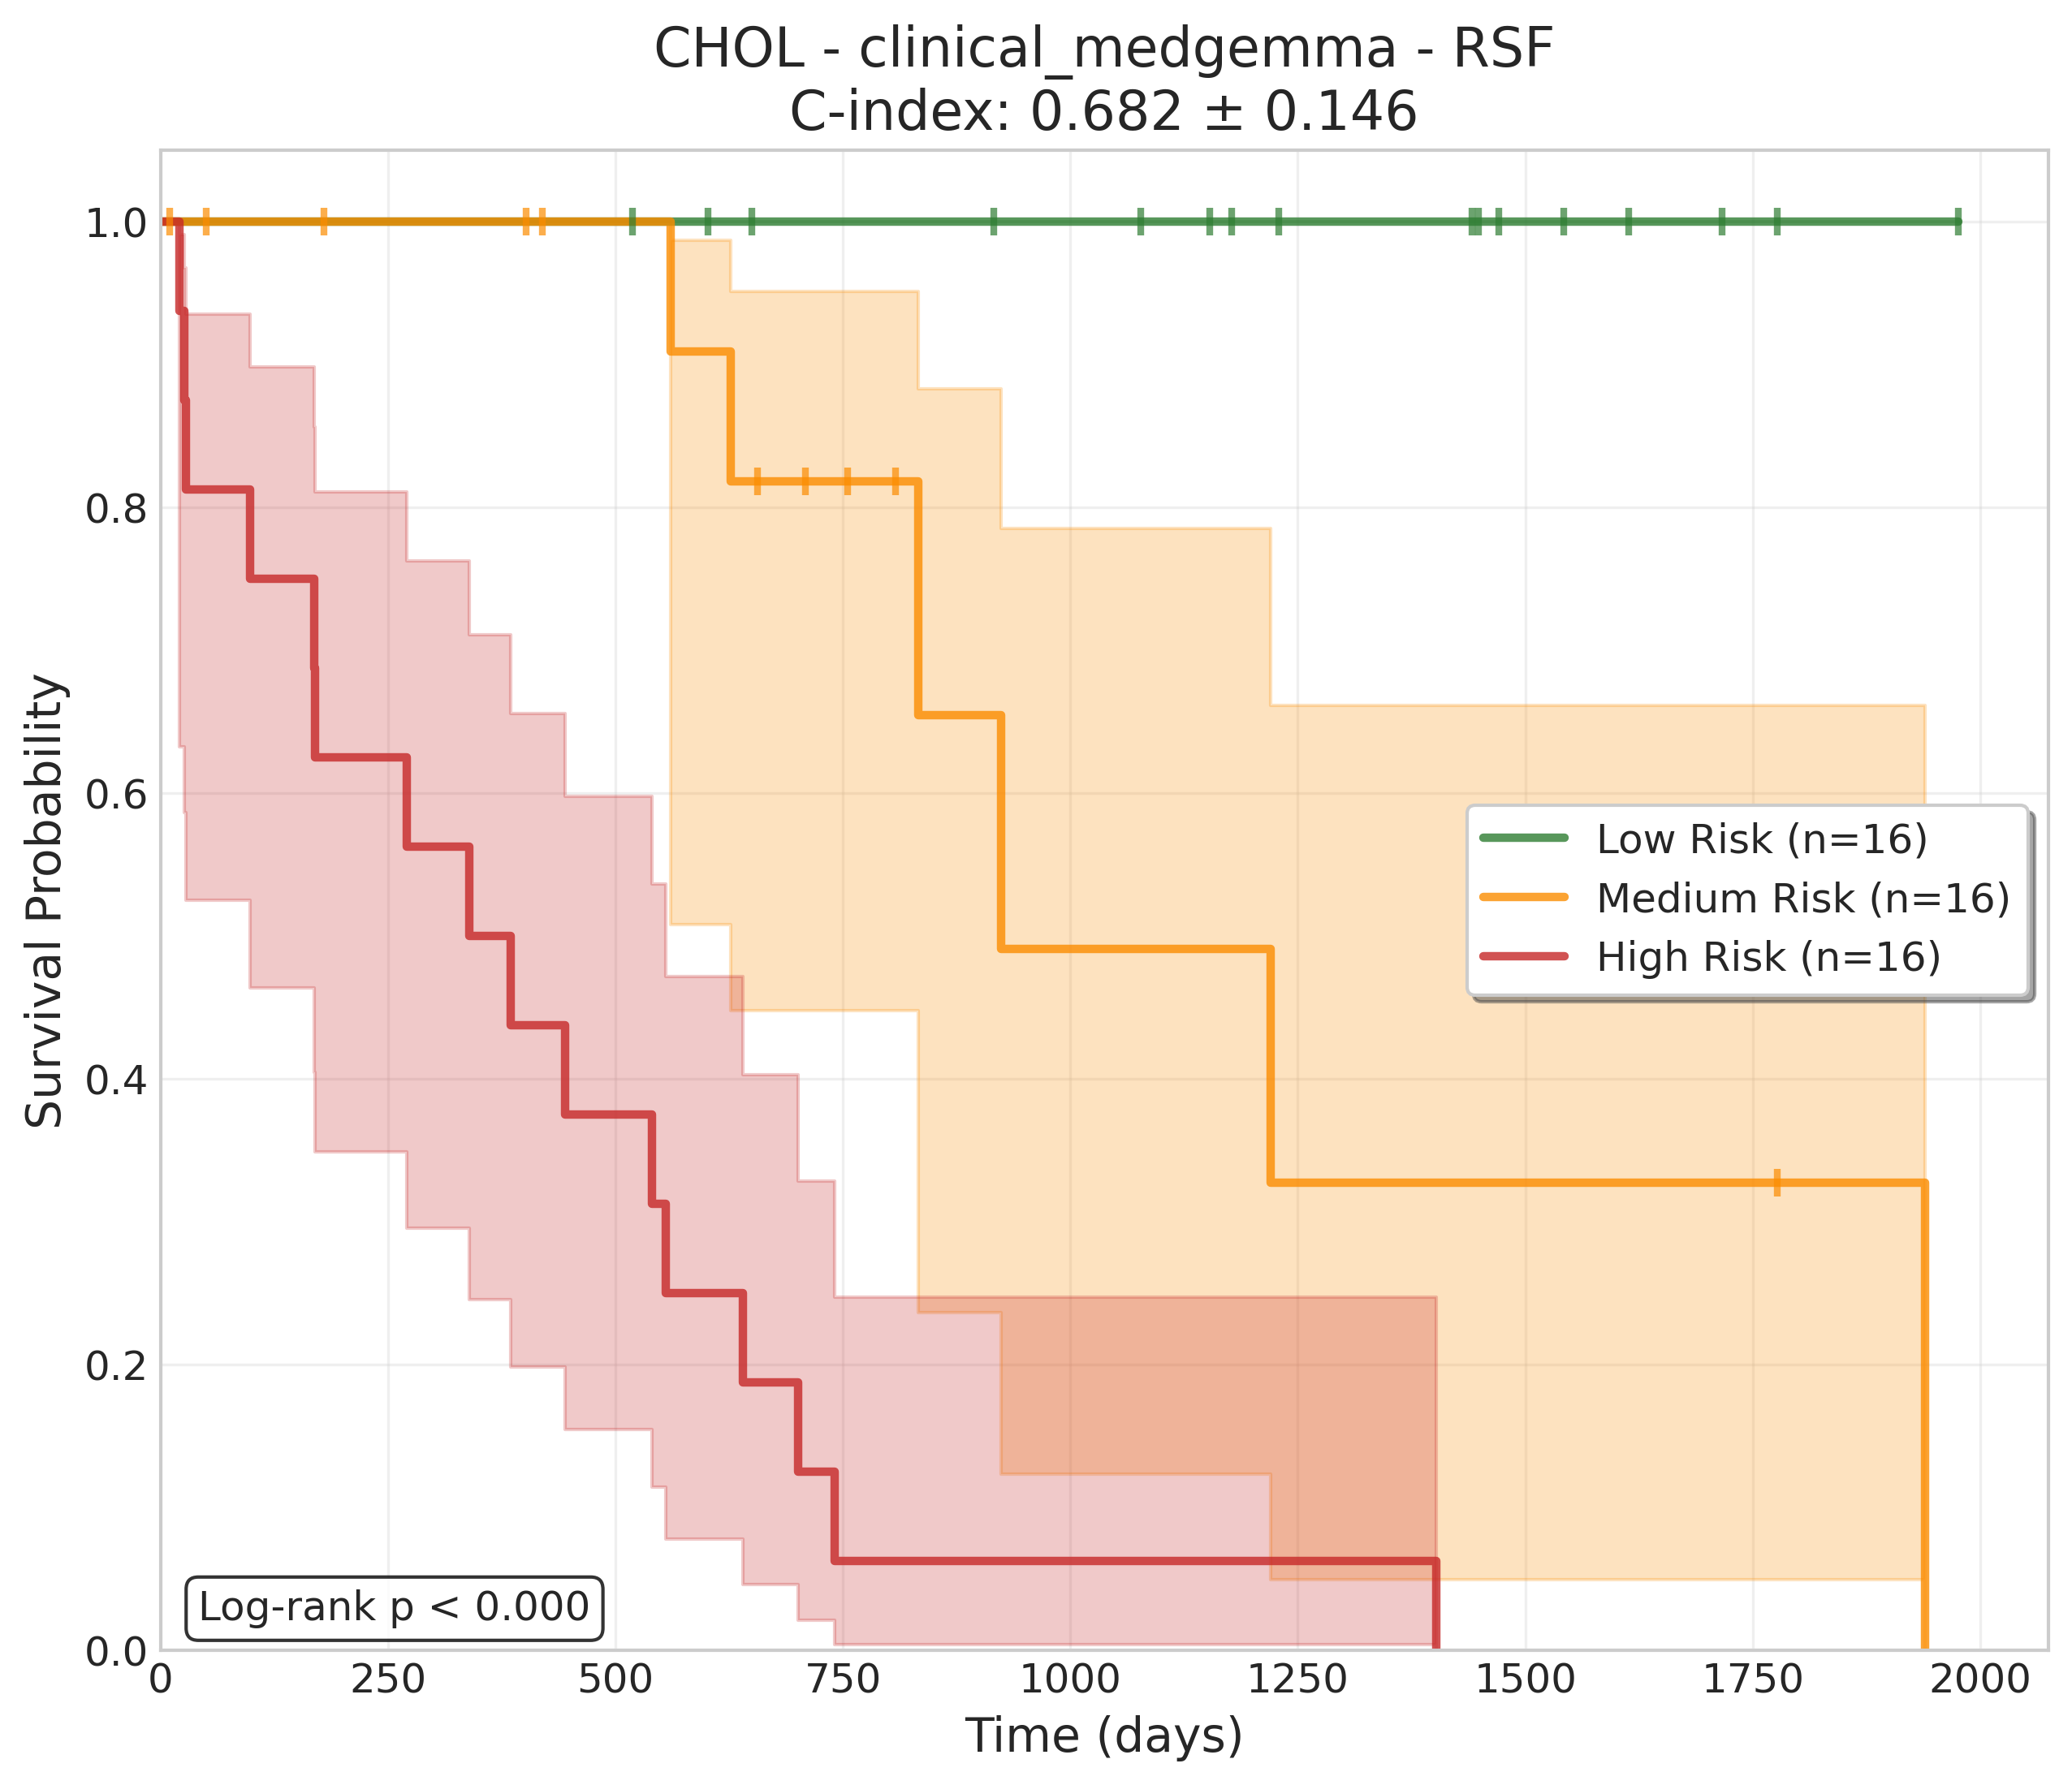 CHOL - clinical_medgemma - RSF
C-index: 0.682 ± 0.146
Survival Probability
1.0
0.8
0.6
0.4
0.2
0.0
Low Risk (n=16)
Medium Risk (n=16)
High Risk (n=16)
Log-rank p < 0.000
0 250 500 750 1000 1250 1500 1750 2000
Time (days)